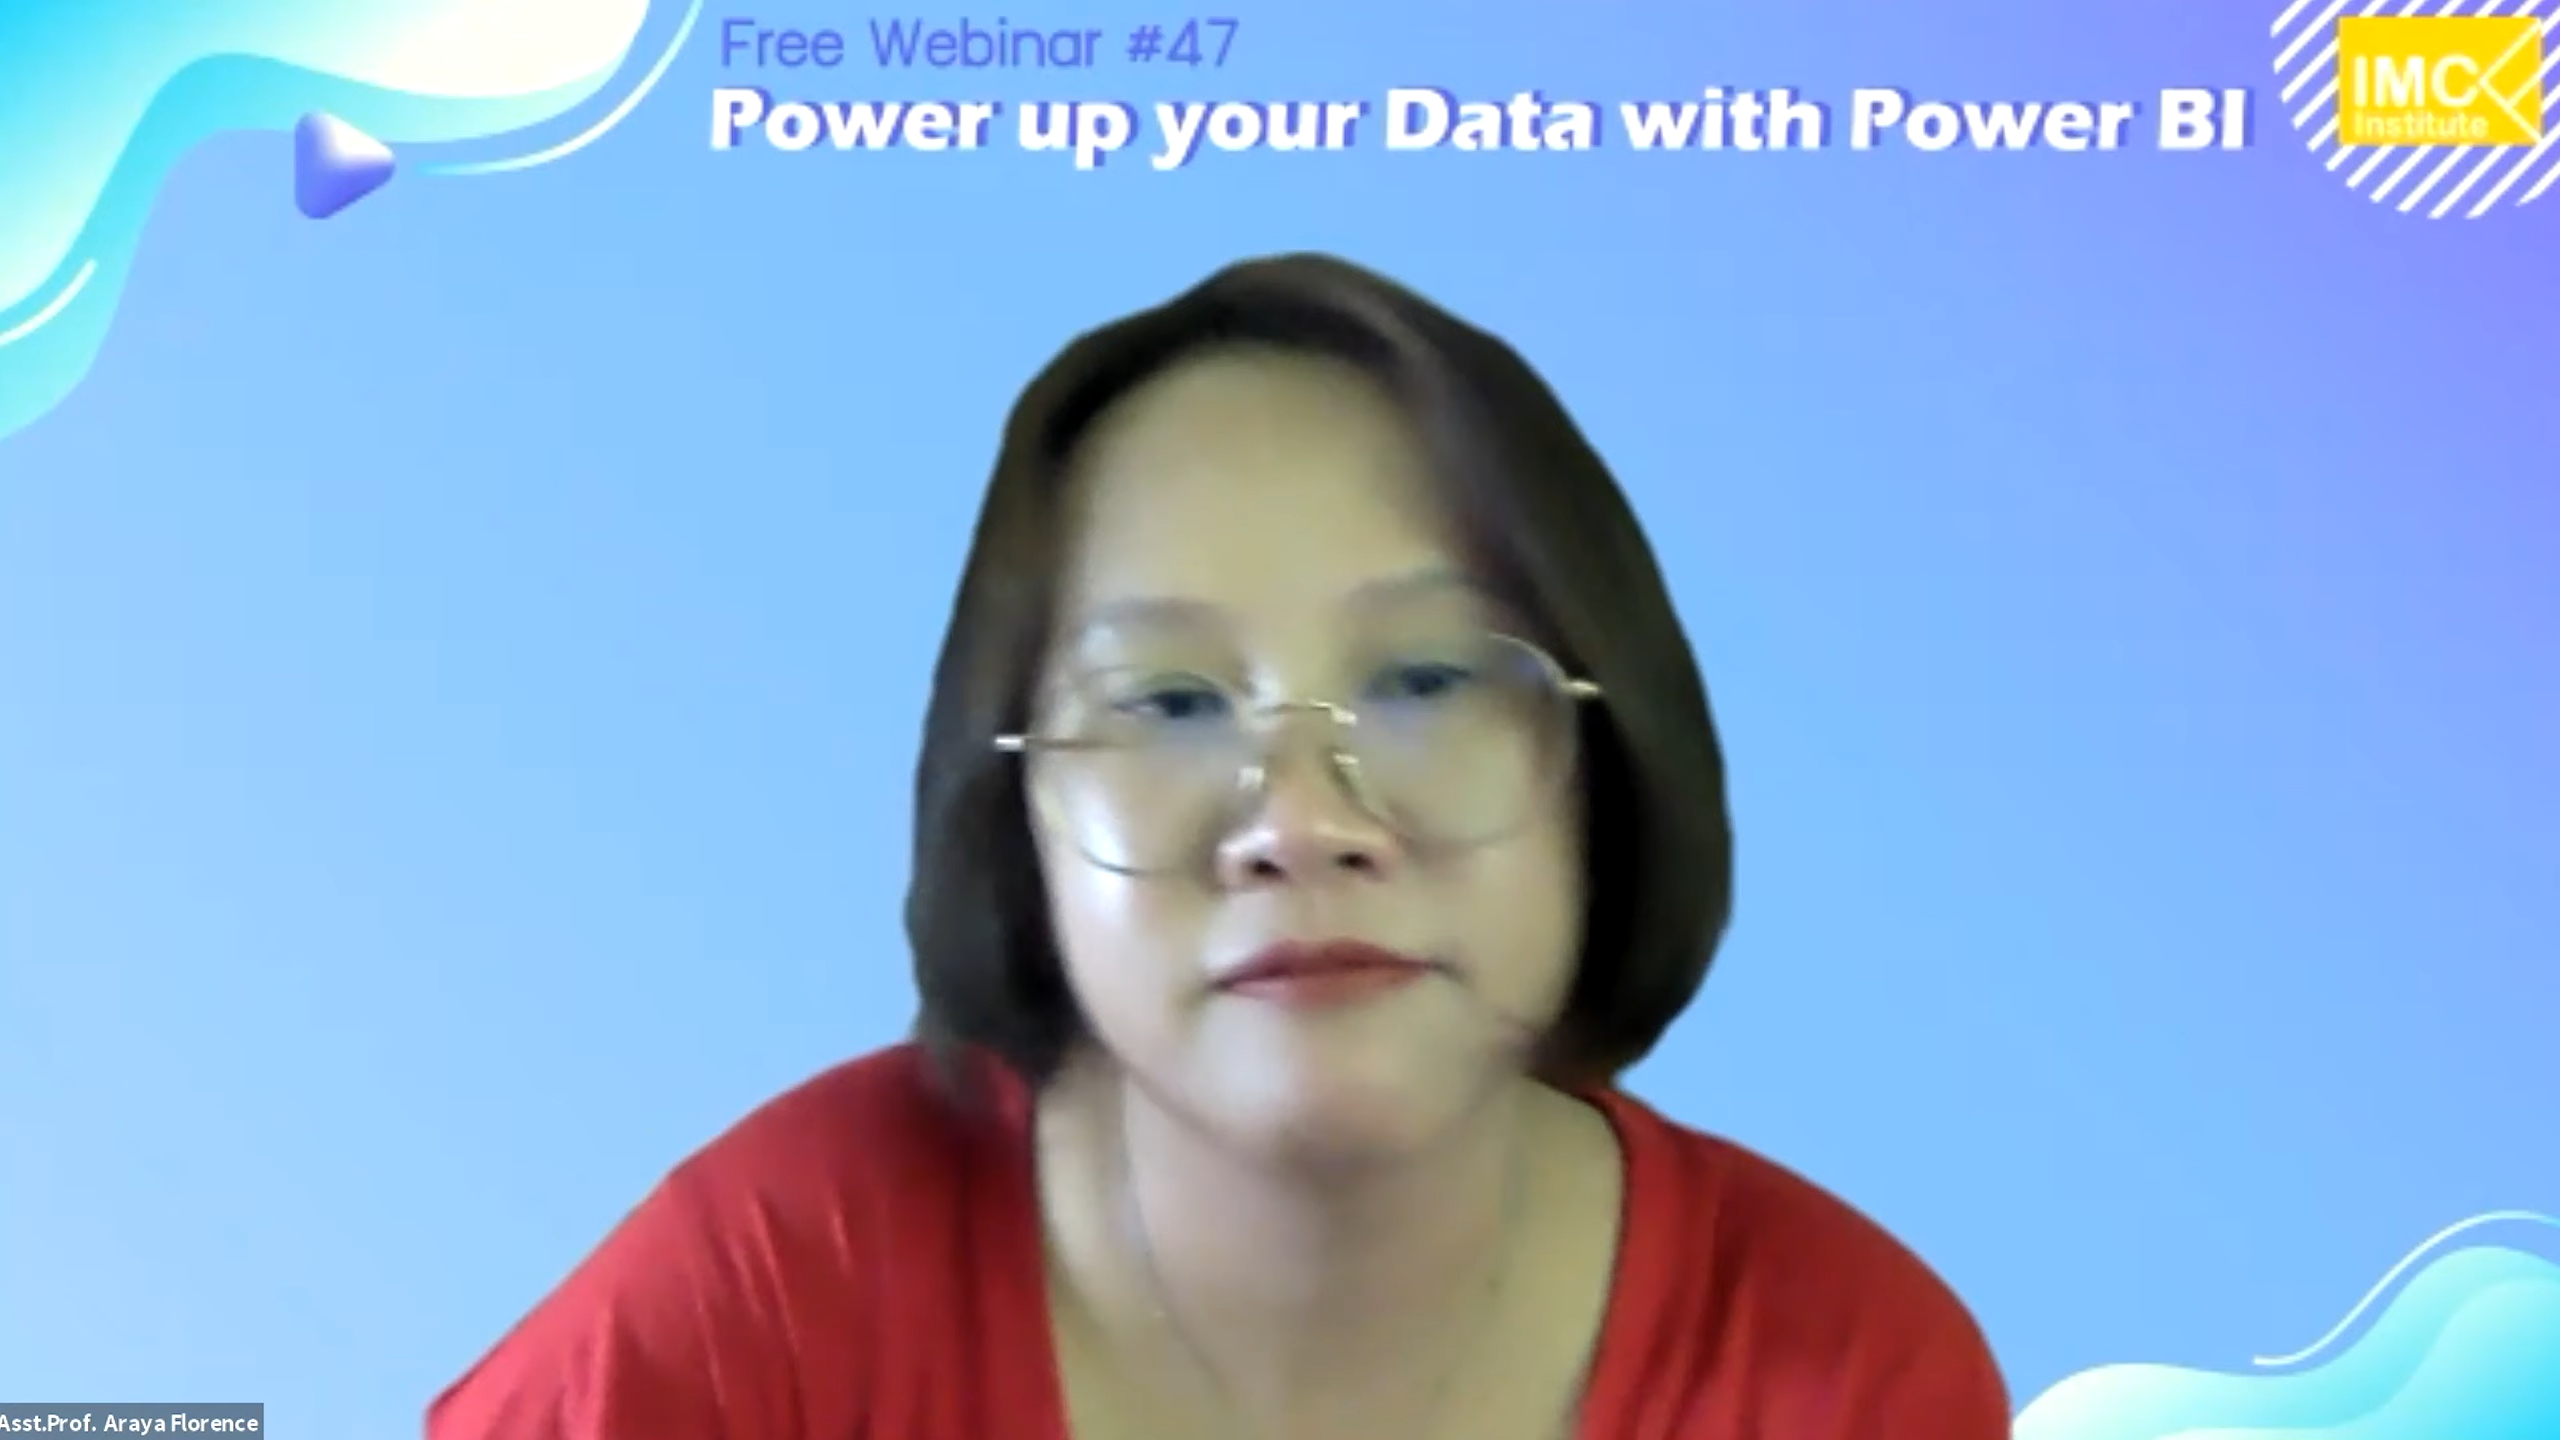 Free Webinar #47
Power up your Data with Power BI
IMC
Institute
Asst.Prof. Araya Florence